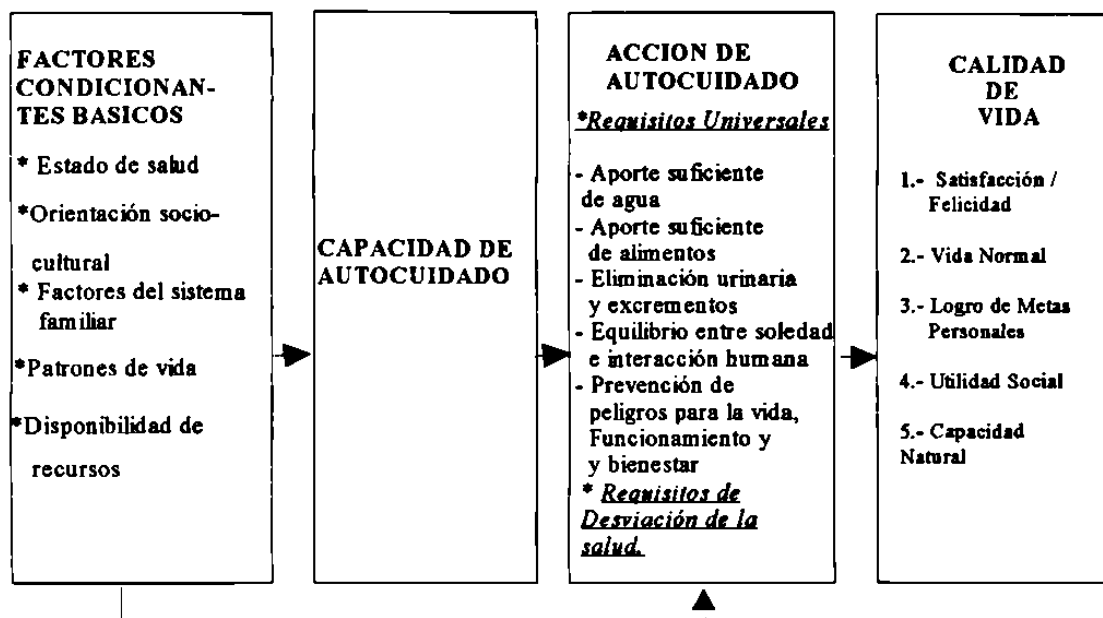 FACTORES
CONDICIONAN-
TES BASICOS
* Estado de salud
*Orientación socio-
cultural
* Factores del sistema
familiar
*Patrones de vida
*Disponibilidad de
recursos
CAPACIDAD DE
AUTOCUIDADO
ACCION DE
AUTOCUIDADO
*Requisitos Universales
- Aporte suficiente
de agua
- Aporte suficiente
de alimentos
- Eliminación urinaria
y excrementos
- Equilibrio entre soledad
e interacción humana
- Prevención de
peligros para la vida,
Funcionamiento y
y bienestar
* Requisitos de
Desviación de la
salud.
CALIDAD
DE
VIDA
1.- Satisfacción /
Felicidad
2.- Vida Normal
3.- Logro de Metas
Personales
4.- Utilidad Social
5.- Capacidad
Natural